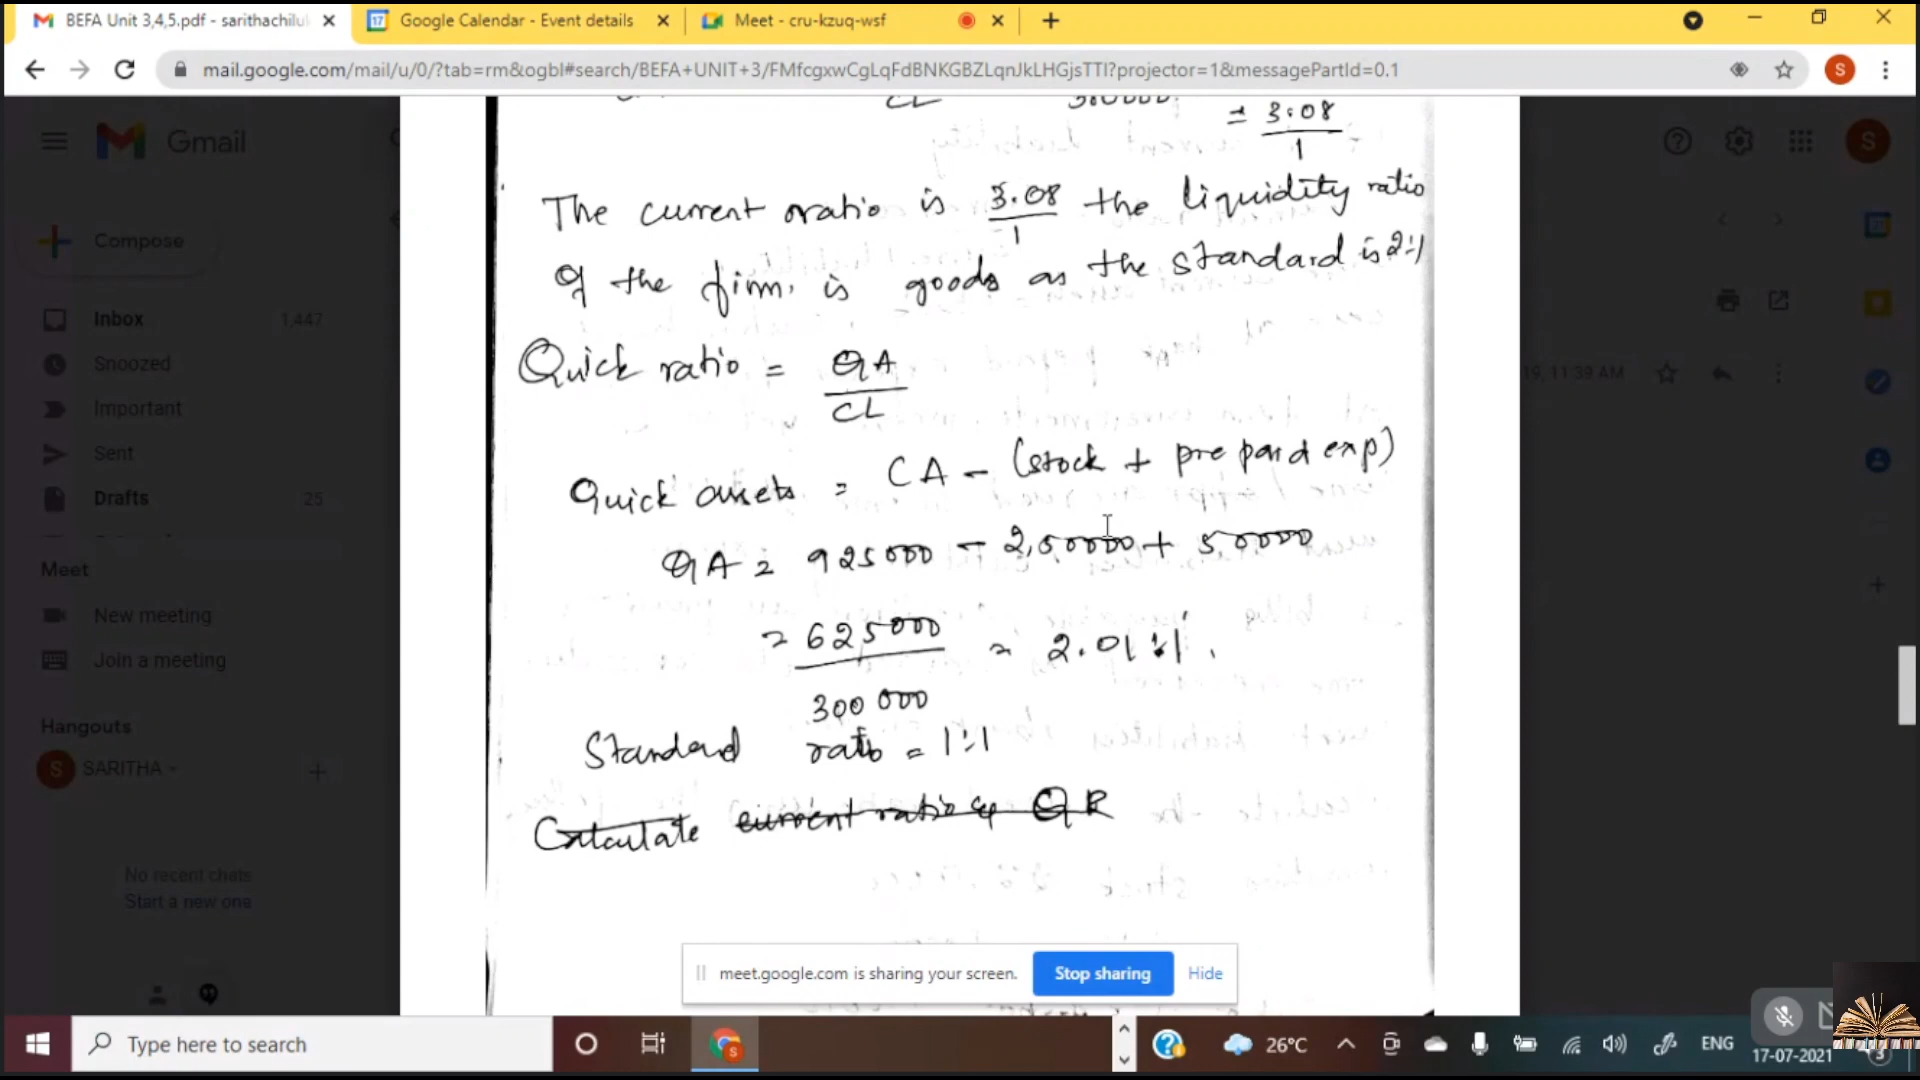 BEFA Unit 3,4,5.pdf - sarithachilu
Google Calendar - Event details
Meet - cru-kzuq-wsf
mail.google.com/mail/u/0/?tab=rm&ogbl#search/BEFA+UNIT+3/FMfcgxwCgLqFdBNKGBZLqnJkLHGjsTTl?projector=1&messagePartId=0.1
S
Gmail
Compose
Inbox 1,447
Snoozed
Important
Sent
Drafts 25
Meet
New meeting
Join a meeting
Hangouts
S SARITHA
No recent chats
Start a new one
11:39 AM
CL 300000
= 3.08
1
The current ratio is 3.08 the liquidity ratio
1
of the firm, is goods as the standard is 2:1
Quick ratio = QA
CL
Quick assets = CA - (stock + pre paid exp)
QA = 925000 - 2,50000 + 50000
= 625000 = 2.01:1.
300 000
Standard ratio = 1:1
Calculate current ratio & QR
meet.google.com is sharing your screen.
Stop sharing
Hide
Type here to search
26°C
ENG
17-07-2021
3